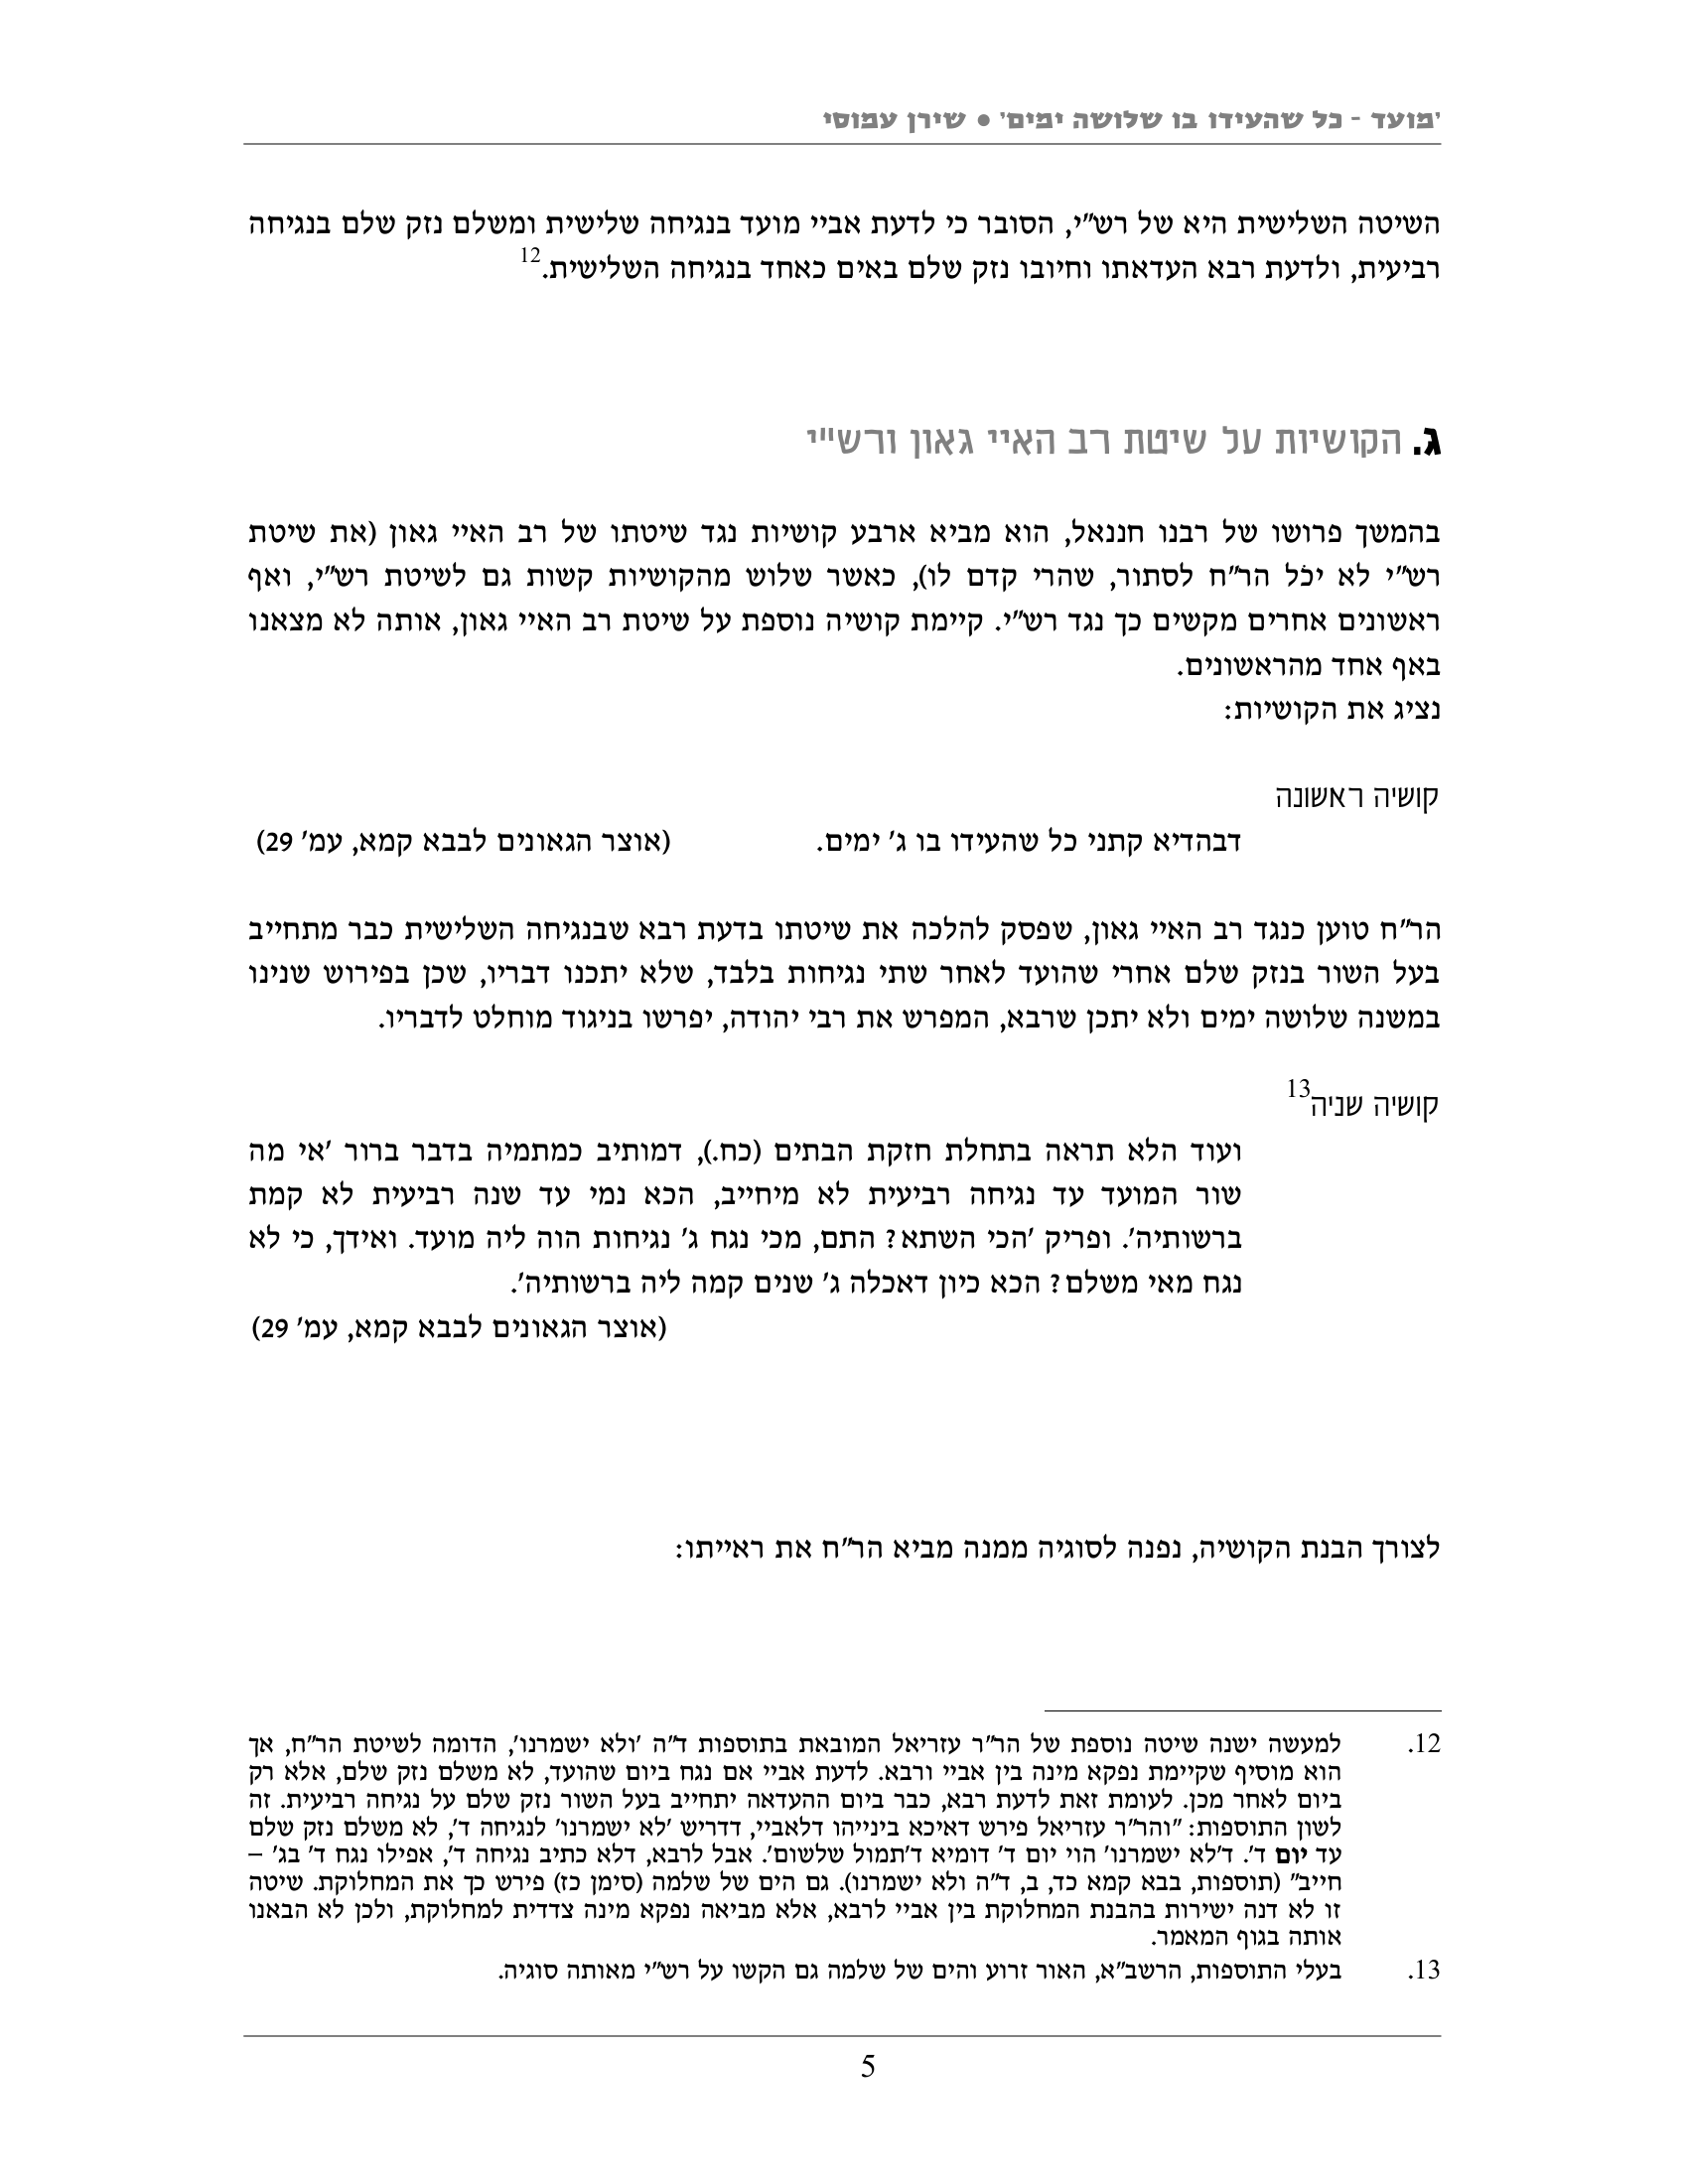 'מועד - כל שהעידו בו שלושה ימים' • שירן עמוסי
השיטה השלישית היא של רש"י, הסובר כי לדעת אביי מועד בנגיחה שלישית ומשלם נזק שלם בנגיחה
רביעית, ולדעת רבא העדאתו וחיובו נזק שלם באים כאחד בנגיחה השלישית.12
ג. הקושיות על שיטת רב האיי גאון ורש"י
בהמשך פרושו של רבנו חננאל, הוא מביא ארבע קושיות נגד שיטתו של רב האיי גאון (את שיטת
רש"י לא יכֹל הר"ח לסתור, שהרי קדם לו), כאשר שלוש מהקושיות קשות גם לשיטת רש"י, ואף
ראשונים אחרים מקשים כך נגד רש"י. קיימת קושיה נוספת על שיטת רב האיי גאון, אותה לא מצאנו
באף אחד מהראשונים.
נציג את הקושיות:
קושיה ראשונה
דבהדיא קתני כל שהעידו בו ג' ימים. (אוצר הגאונים לבבא קמא, עמ' 29)
הר"ח טוען כנגד רב האיי גאון, שפסק להלכה את שיטתו בדעת רבא שבנגיחה השלישית כבר מתחייב
בעל השור בנזק שלם אחרי שהועד לאחר שתי נגיחות בלבד, שלא יתכנו דבריו, שכן בפירוש שנינו
במשנה שלושה ימים ולא יתכן שרבא, המפרש את רבי יהודה, יפרשו בניגוד מוחלט לדבריו.
קושיה שניה13
ועוד הלא תראה בתחלת חזקת הבתים (כח.), דמותיב כמתמיה בדבר ברור 'אי מה
שור המועד עד נגיחה רביעית לא מיחייב, הכא נמי עד שנה רביעית לא קמת
ברשותיה'. ופריק 'הכי השתא? התם, מכי נגח ג' נגיחות הוה ליה מועד. ואידך, כי לא
נגח מאי משלם? הכא כיון דאכלה ג' שנים קמה ליה ברשותיה'.
(אוצר הגאונים לבבא קמא, עמ' 29)
לצורך הבנת הקושיה, נפנה לסוגיה ממנה מביא הר"ח את ראייתו:
12. למעשה ישנה שיטה נוספת של הר"ר עזריאל המובאת בתוספות ד"ה 'ולא ישמרנו', הדומה לשיטת הר"ח, אך
הוא מוסיף שקיימת נפקא מינה בין אביי ורבא. לדעת אביי אם נגח ביום שהועד, לא משלם נזק שלם, אלא רק
ביום לאחר מכן. לעומת זאת לדעת רבא, כבר ביום ההעדאה יתחייב בעל השור נזק שלם על נגיחה רביעית. זה
לשון התוספות: "והר"ר עזריאל פירש דאיכא בינייהו דלאביי, דדריש 'לא ישמרנו' לנגיחה ד', לא משלם נזק שלם
עד יום ד'. ד'לא ישמרנו' הוי יום ד' דומיא ד'תמול שלשום'. אבל לרבא, דלא כתיב נגיחה ד', אפילו נגח ד' בג' –
חייב" (תוספות, בבא קמא כד, ב, ד"ה ולא ישמרנו). גם הים של שלמה (סימן כז) פירש כך את המחלוקת. שיטה
זו לא דנה ישירות בהבנת המחלוקת בין אביי לרבא, אלא מביאה נפקא מינה צדדית למחלוקת, ולכן לא הבאנו
אותה בגוף המאמר.
13. בעלי התוספות, הרשב"א, האור זרוע והים של שלמה גם הקשו על רש"י מאותה סוגיה.
5